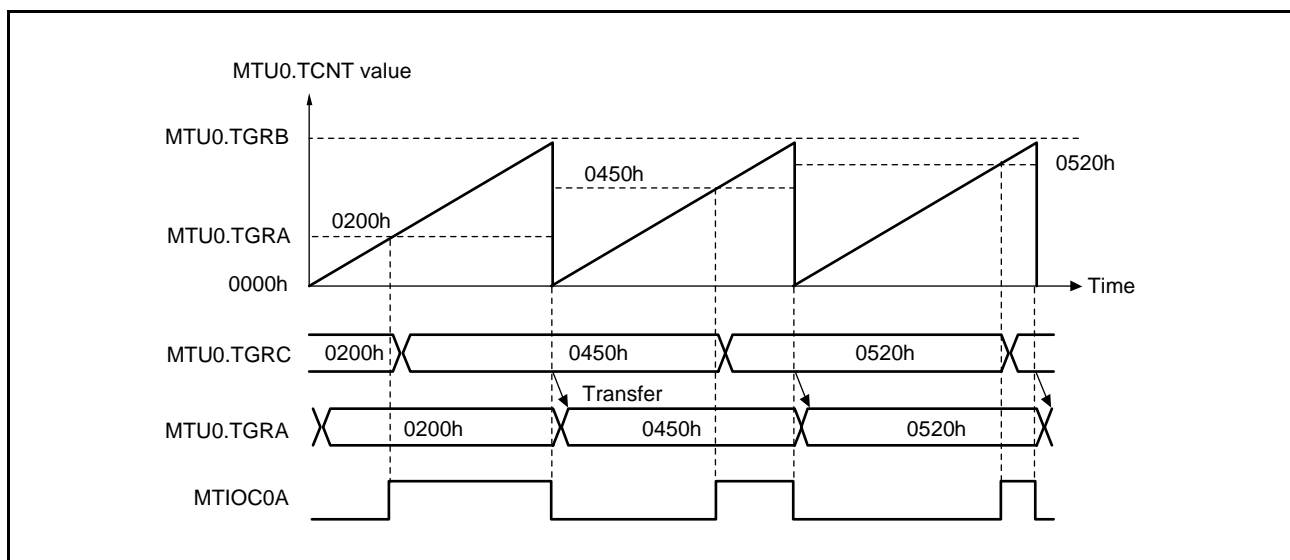 MTU0.TCNT value
MTU0.TGRB
0520h
0450h
0200h
MTU0.TGRA
0000h
Time
MTU0.TGRC 0200h 0450h 0520h
Transfer
MTU0.TGRA 0200h 0450h 0520h
MTIOC0A